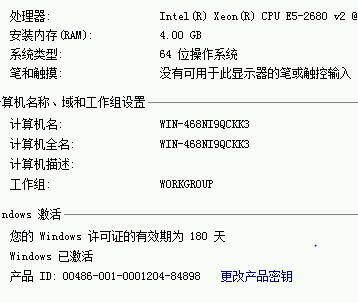 处理器: Intel(R) Xeon(R) CPU E5-2680 v2 @
安装内存(RAM): 4.00 GB
系统类型: 64 位操作系统
笔和触摸: 没有可用于此显示器的笔或触控输入
计算机名称、域和工作组设置
计算机名: WIN-468NI9QCKK3
计算机全名: WIN-468NI9QCKK3
计算机描述:
工作组: WORKGROUP
ndows 激活
您的 Windows 许可证的有效期为 180 天
Windows 已激活
产品 ID: 00486-001-0001204-84898 更改产品密钥